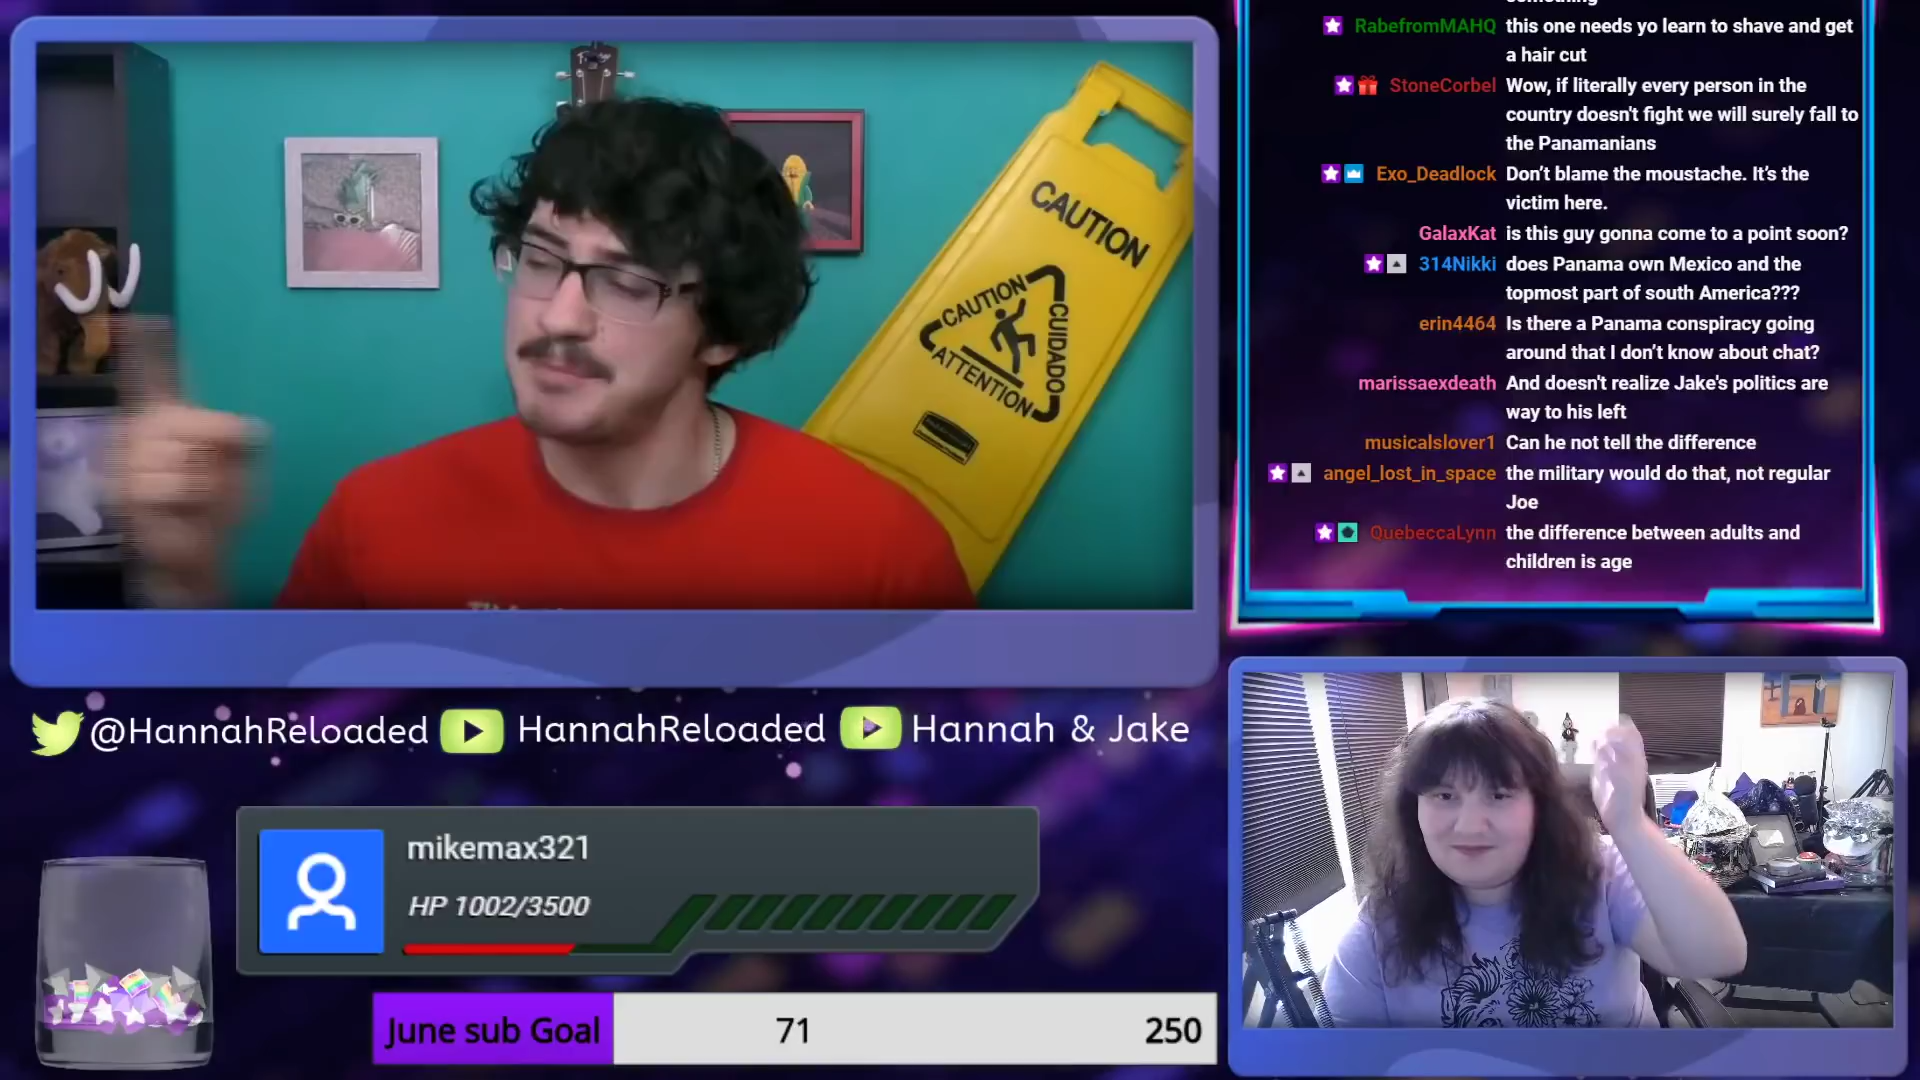 CAUTION
CAUTION
CUIDADO
ATTENTION
RabefromMAHQ this one needs yo learn to shave and get
a hair cut
StoneCorbel Wow, if literally every person in the
country doesn't fight we will surely fall to
the Panamanians
Exo_Deadlock Don’t blame the moustache. It’s the
victim here.
GalaxKat is this guy gonna come to a point soon?
314Nikki does Panama own Mexico and the
topmost part of south America???
erin4464 Is there a Panama conspiracy going
around that I don’t know about chat?
marissaexdeath And doesn't realize Jake's politics are
way to his left
musicalslover1 Can he not tell the difference
angel_lost_in_space the military would do that, not regular
Joe
QuebeccaLynn the difference between adults and
children is age
@HannahReloaded HannahReloaded Hannah & Jake
mikemax321
HP 1002/3500
June sub Goal 71 250